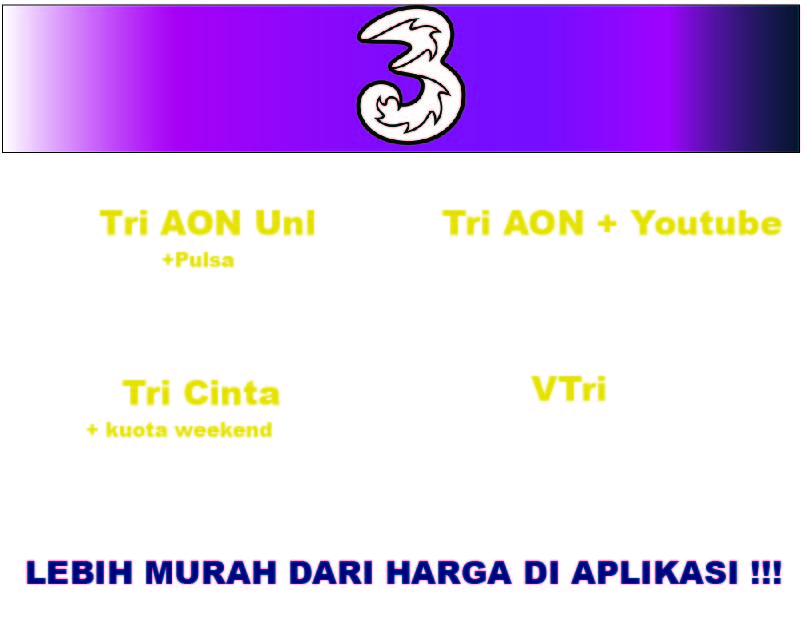 3
Tri AON Unl
+Pulsa
Tri AON + Youtube
Tri Cinta
+ kuota weekend
VTri
LEBIH MURAH DARI HARGA DI APLIKASI !!!